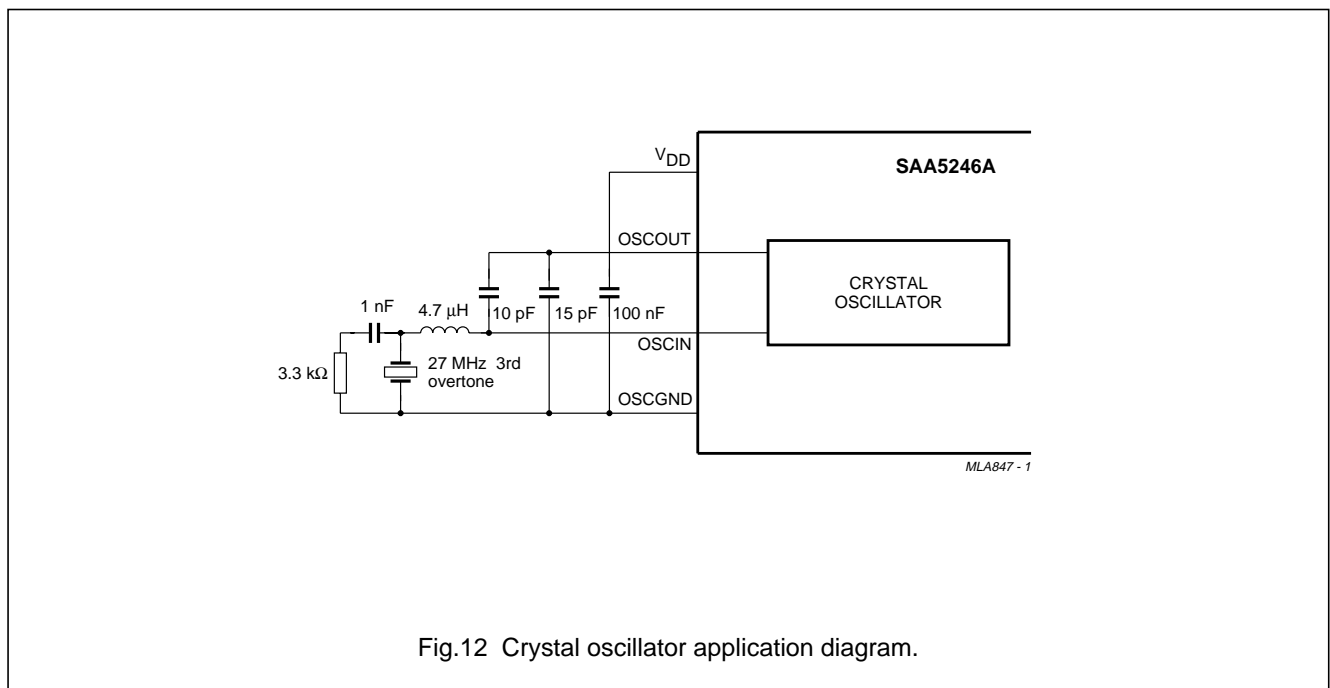 VDD
SAA5246A
OSCOUT
CRYSTAL
OSCILLATOR
1 nF
4.7 μH
10 pF
15 pF
100 nF
OSCIN
3.3 kΩ
27 MHz 3rd
overtone
OSCGND
MLA847 - 1
Fig.12 Crystal oscillator application diagram.